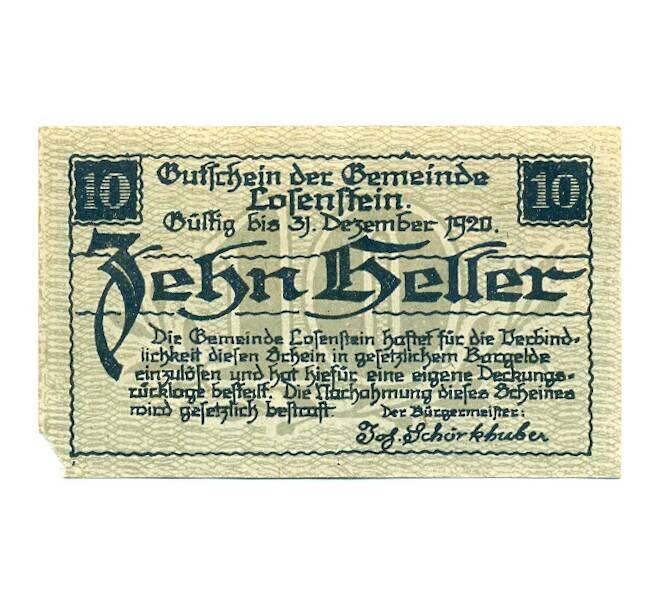 10 Gutschein der Gemeinde 10
Losenstein.
Gültig bis 31. Dezember 1920.
Zehn Heller
Die Gemeinde Losenstein haftet für die Verbind-
lichkeit diesen Schein in gesetzlichem Bargelde
einzulösen und hat hiefür eine eigene Deckungs-
rücklage bestellt. Die Nachahmung dieses Scheines
wird gesetzlich bestraft. Der Bürgermeister:
Joh. Schörkhuber